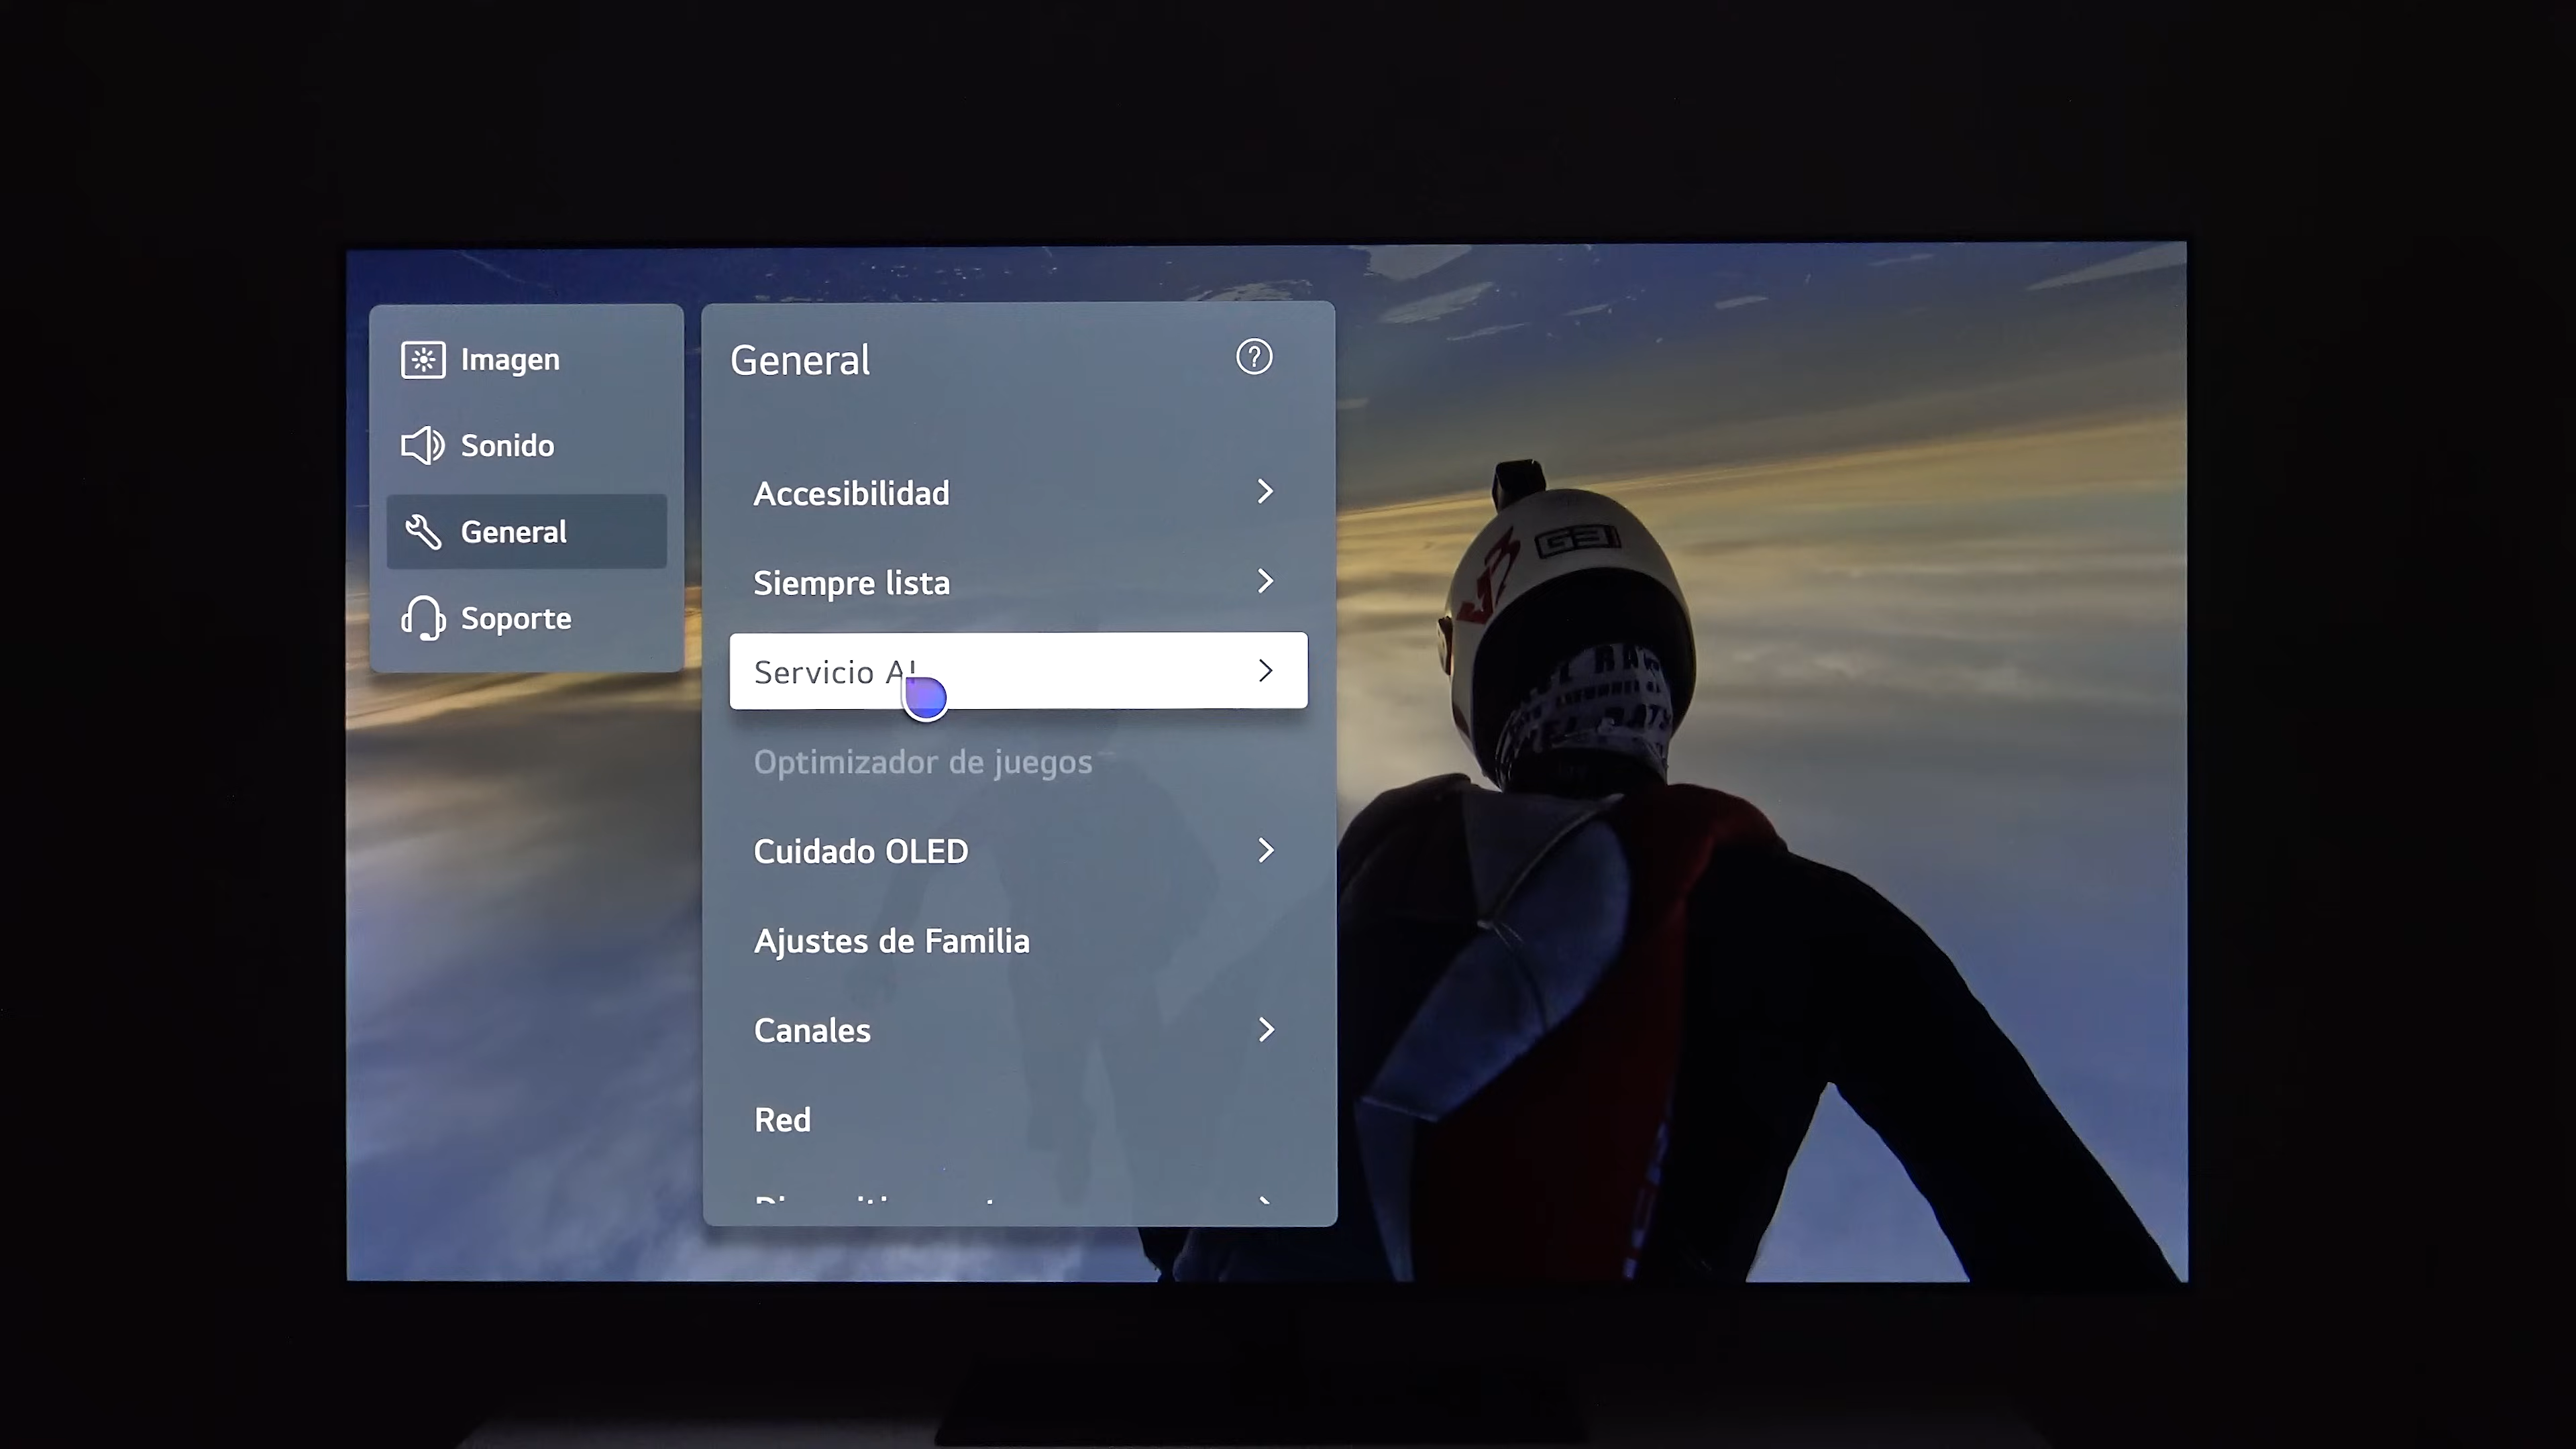 Imagen
Sonido
General
Soporte
General
Accesibilidad
Siempre lista
Servicio AI
Optimizador de juegos
Cuidado OLED
Ajustes de Familia
Canales
Red
G3I